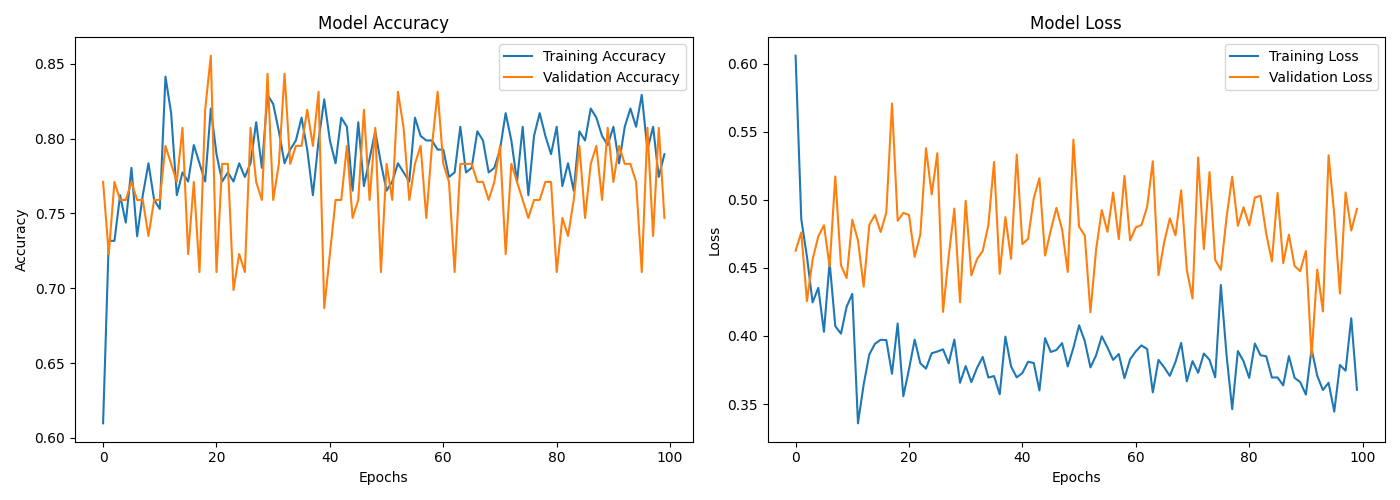 Model Accuracy
Accuracy
0.85
0.80
0.75
0.70
0.65
0.60
Training Accuracy
Validation Accuracy
0
20
40
60
80
100
Epochs
Model Loss
Loss
0.60
0.55
0.50
0.45
0.40
0.35
Training Loss
Validation Loss
0
20
40
60
80
100
Epochs